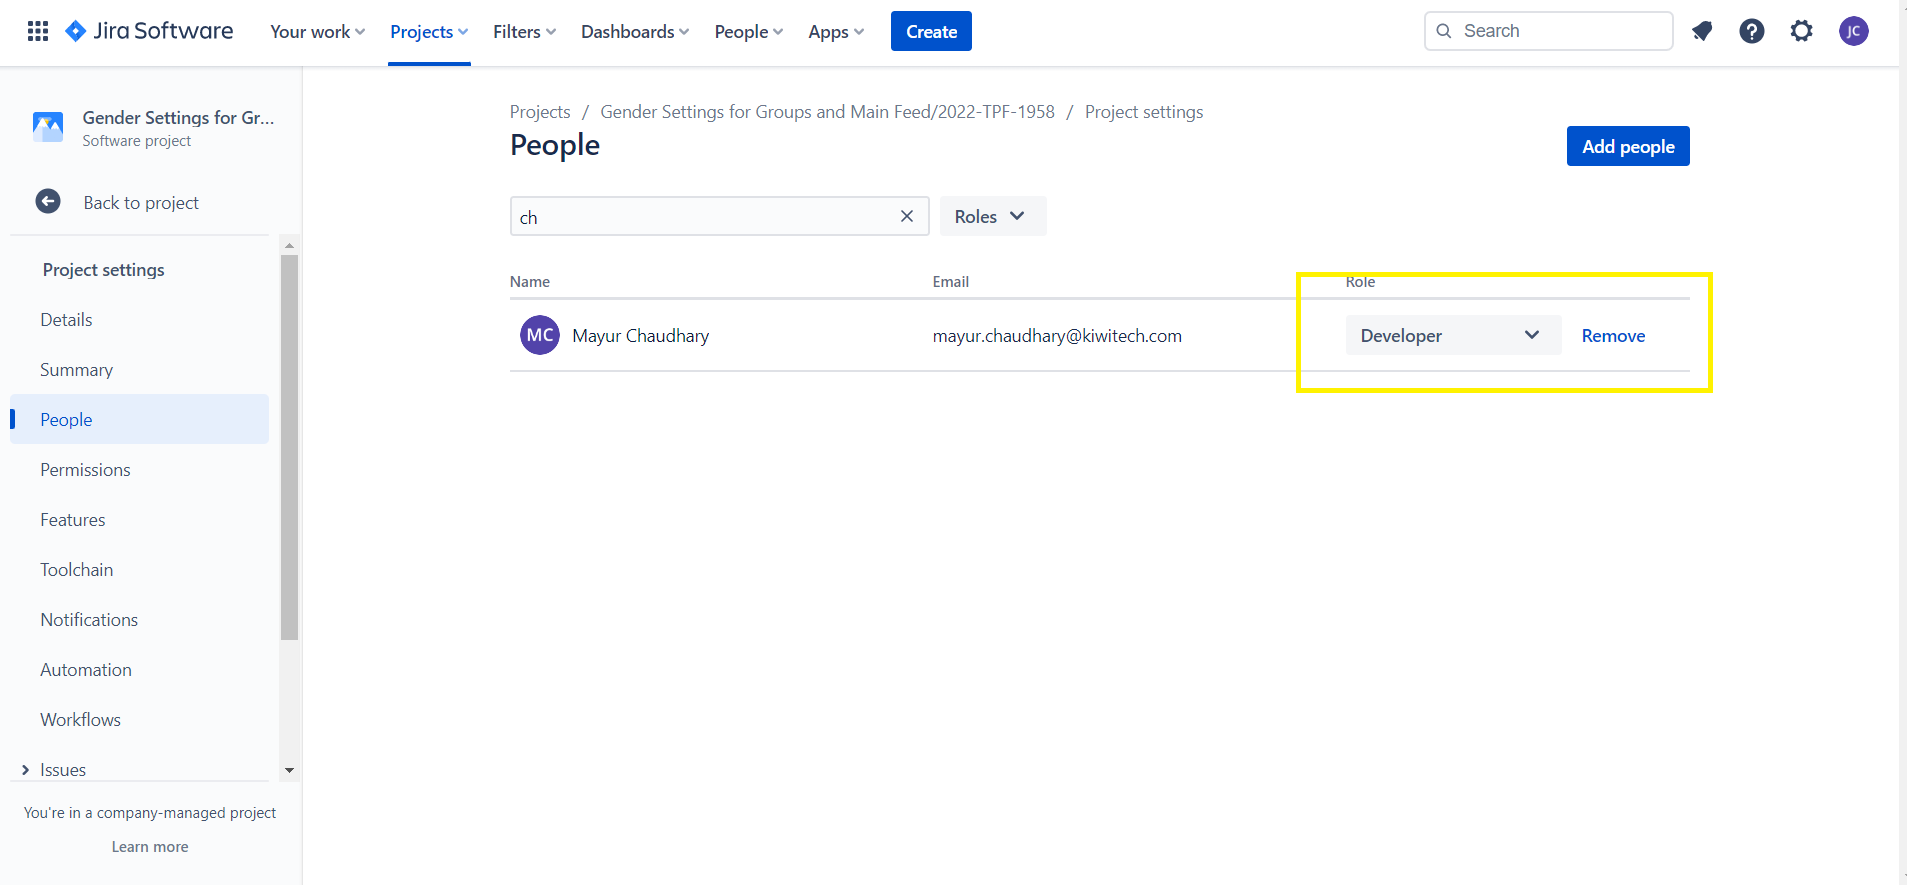 Jira Software Your work Projects Filters Dashboards People Apps Create Search JC
Gender Settings for Gr...
Software project
Back to project
Project settings
Details
Summary
People
Permissions
Features
Toolchain
Notifications
Automation
Workflows
Issues
You're in a company-managed project
Learn more
Projects / Gender Settings for Groups and Main Feed/2022-TPF-1958 / Project settings
People
Add people
ch Roles
Name Email Role
MC Mayur Chaudhary mayur.chaudhary@kiwitech.com Developer Remove